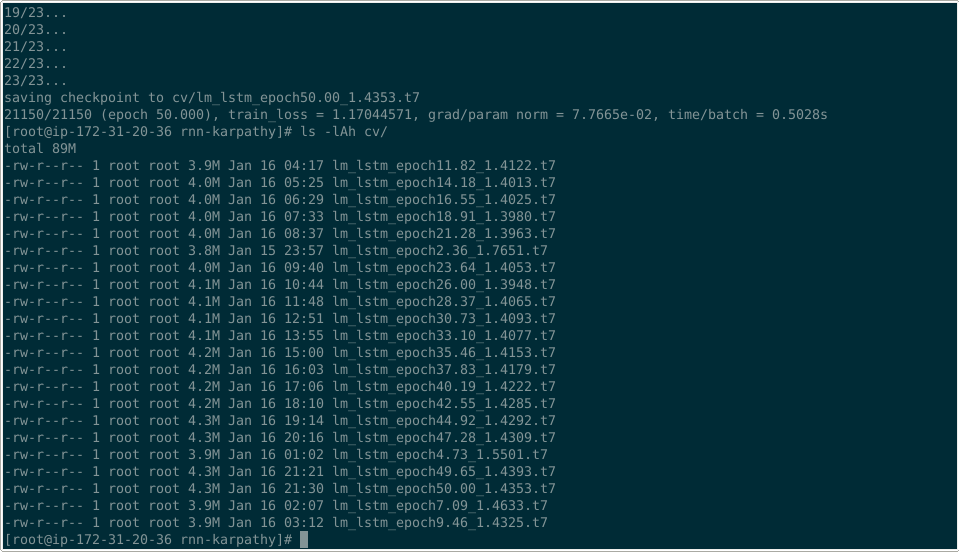 19/23...
20/23...
21/23...
22/23...
23/23...
saving checkpoint to cv/lm_lstm_epoch50.00_1.4353.t7
21150/21150 (epoch 50.000), train_loss = 1.17044571, grad/param norm = 7.7665e-02, time/batch = 0.5028s
[root@ip-172-31-20-36 rnn-karpathy]# ls -lAh cv/
total 89M
-rw-r--r-- 1 root root 3.9M Jan 16 04:17 lm_lstm_epoch11.82_1.4122.t7
-rw-r--r-- 1 root root 4.0M Jan 16 05:25 lm_lstm_epoch14.18_1.4013.t7
-rw-r--r-- 1 root root 4.0M Jan 16 06:29 lm_lstm_epoch16.55_1.4025.t7
-rw-r--r-- 1 root root 4.0M Jan 16 07:33 lm_lstm_epoch18.91_1.3980.t7
-rw-r--r-- 1 root root 4.0M Jan 16 08:37 lm_lstm_epoch21.28_1.3963.t7
-rw-r--r-- 1 root root 3.8M Jan 15 23:57 lm_lstm_epoch2.36_1.7651.t7
-rw-r--r-- 1 root root 4.0M Jan 16 09:40 lm_lstm_epoch23.64_1.4053.t7
-rw-r--r-- 1 root root 4.1M Jan 16 10:44 lm_lstm_epoch26.00_1.3948.t7
-rw-r--r-- 1 root root 4.1M Jan 16 11:48 lm_lstm_epoch28.37_1.4065.t7
-rw-r--r-- 1 root root 4.1M Jan 16 12:51 lm_lstm_epoch30.73_1.4093.t7
-rw-r--r-- 1 root root 4.1M Jan 16 13:55 lm_lstm_epoch33.10_1.4077.t7
-rw-r--r-- 1 root root 4.2M Jan 16 15:00 lm_lstm_epoch35.46_1.4153.t7
-rw-r--r-- 1 root root 4.2M Jan 16 16:03 lm_lstm_epoch37.83_1.4179.t7
-rw-r--r-- 1 root root 4.2M Jan 16 17:06 lm_lstm_epoch40.19_1.4222.t7
-rw-r--r-- 1 root root 4.2M Jan 16 18:10 lm_lstm_epoch42.55_1.4285.t7
-rw-r--r-- 1 root root 4.3M Jan 16 19:14 lm_lstm_epoch44.92_1.4292.t7
-rw-r--r-- 1 root root 4.3M Jan 16 20:16 lm_lstm_epoch47.28_1.4309.t7
-rw-r--r-- 1 root root 3.9M Jan 16 01:02 lm_lstm_epoch4.73_1.5501.t7
-rw-r--r-- 1 root root 4.3M Jan 16 21:21 lm_lstm_epoch49.65_1.4393.t7
-rw-r--r-- 1 root root 4.3M Jan 16 21:30 lm_lstm_epoch50.00_1.4353.t7
-rw-r--r-- 1 root root 3.9M Jan 16 02:07 lm_lstm_epoch7.09_1.4633.t7
-rw-r--r-- 1 root root 3.9M Jan 16 03:12 lm_lstm_epoch9.46_1.4325.t7
[root@ip-172-31-20-36 rnn-karpathy]#